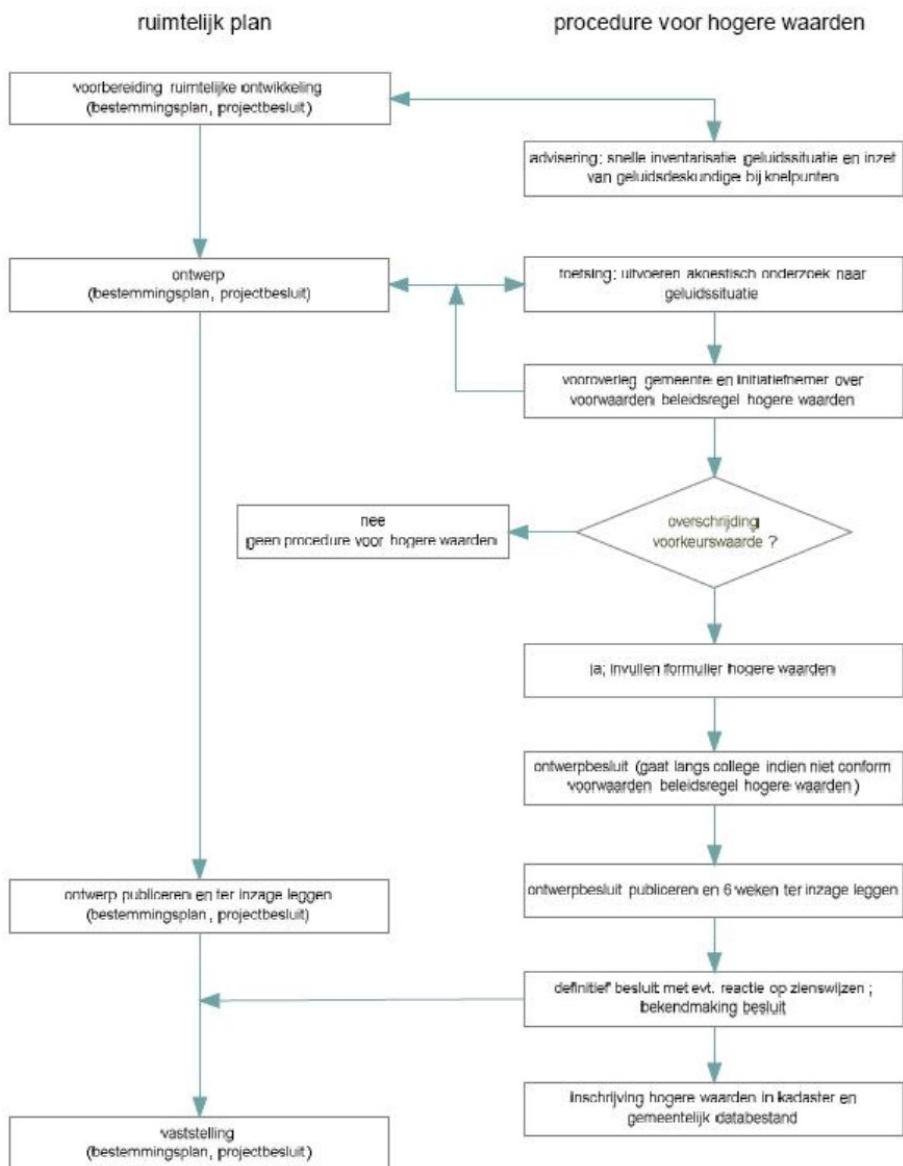 ruimtelijk plan
procedure voor hogere waarden
voorbereiding ruimtelijke ontwikkeling
(bestemmingsplan, projectbesluit)
advisering; snelle inventarisatie geluidssituatie en inzet
van geluidsdeskundige bij knelpunten
ontwerp
(bestemmingsplan, projectbesluit)
toetsing; uitvoeren akoestisch onderzoek naar
geluidssituatie
vooroverleg gemeente en initiatiefnemer over
voorwaarden beleidsregel hogere waarden
overschrijding
voorkeurswaarde ?
nee
geen procedure voor hogere waarden
ja; invullen formulier hogere waarden
ontwerpbesluit (gaat langs college indien niet conform
voorwaarden beleidsregel hogere waarden)
ontwerp publiceren en ter inzage leggen
(bestemmingsplan, projectbesluit)
ontwerpbesluit publiceren en 6 weken ter inzage leggen
definitief besluit met evt. reactie op zienswijzen ;
bekendmaking besluit
inschrijving hogere waarden in kadaster en
gemeentelijk databestand
vaststelling
(bestemmingsplan, projectbesluit)